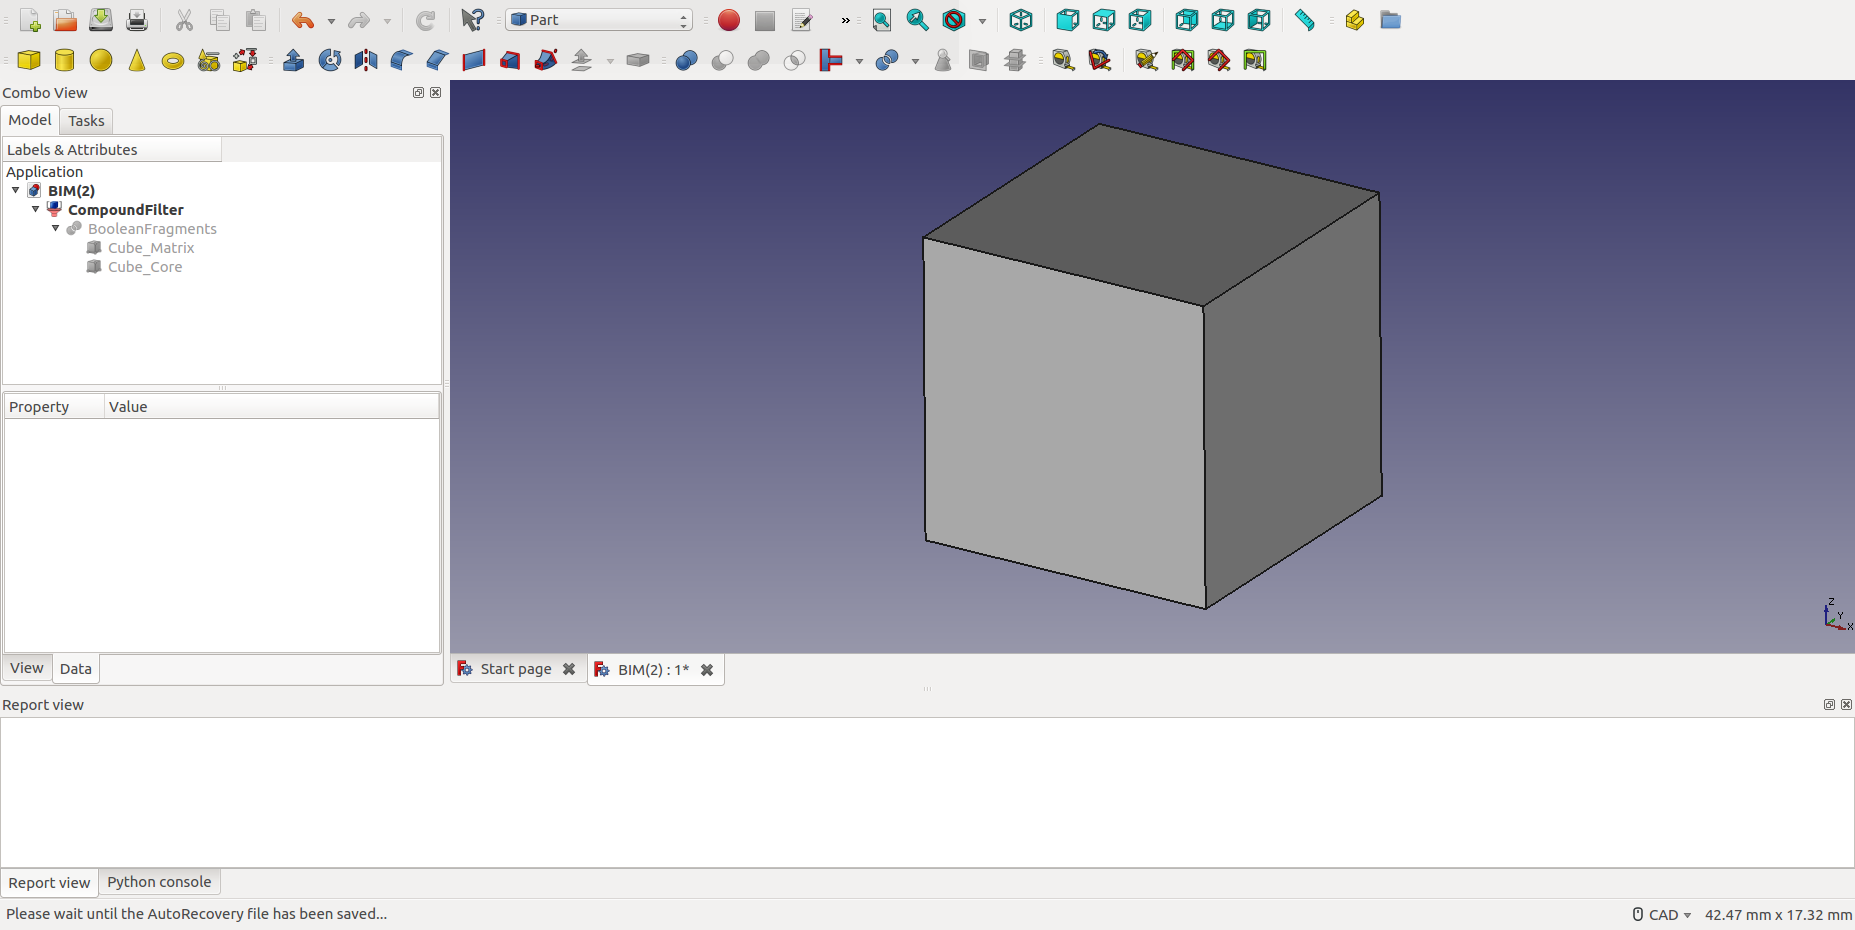 Part
»
Combo View
Model Tasks
Labels & Attributes
Application
BIM(2)
CompoundFilter
BooleanFragments
Cube_Matrix
Cube_Core
Property Value
View Data
Z
Y
X
Start page BIM(2) : 1*
Report view
Report view Python console
Please wait until the AutoRecovery file has been saved... CAD 42.47 mm x 17.32 mm